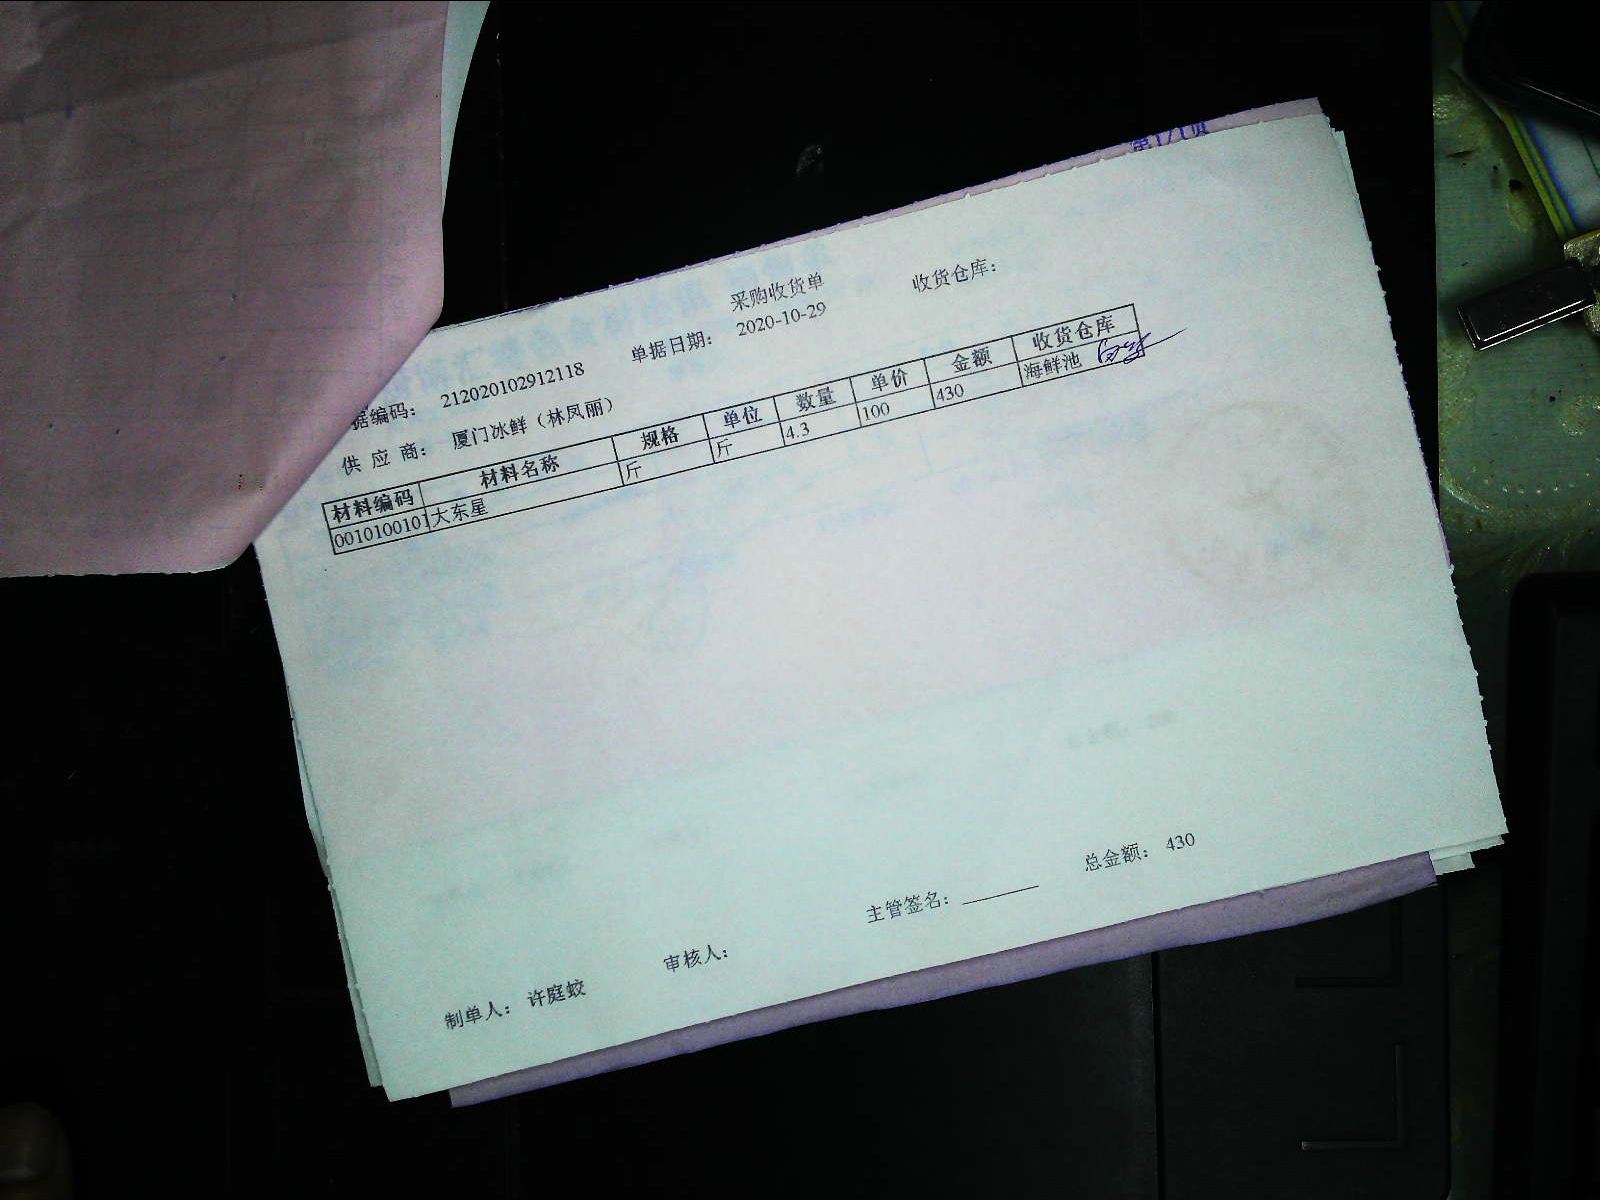 第1/1页
采购收货单
据编码： 212020102912118 单据日期： 2020-10-29 收货仓库：
供 应 商： 厦门冰鲜（林凤丽）
材料编码 材料名称 规格 单位 数量 单价 金额 收货仓库
0010100101 大东星 斤 斤 4.3 100 430 海鲜池
主管签名： 总金额： 430
制单人： 许庭蛟 审核人：